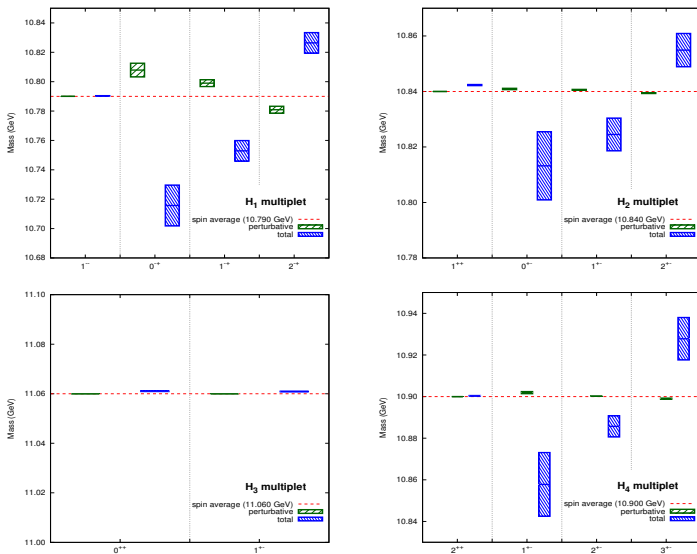 10.84
10.82
10.80
10.78
10.76
10.74
10.72
10.70
10.68
Mass (GeV)
H1 multiplet
spin average (10.790 GeV)
perturbative
total
1-- 0-+ 1-+ 2-+
10.86
10.84
10.82
10.80
10.78
Mass (GeV)
H2 multiplet
spin average (10.840 GeV)
perturbative
total
1++ 0+- 1+- 2+-
11.10
11.08
11.06
11.04
11.02
11.00
Mass (GeV)
H3 multiplet
spin average (11.060 GeV)
perturbative
total
0++ 1+-
10.94
10.92
10.90
10.88
10.86
10.84
Mass (GeV)
H4 multiplet
spin average (10.900 GeV)
perturbative
total
2++ 1+- 2+- 3+-